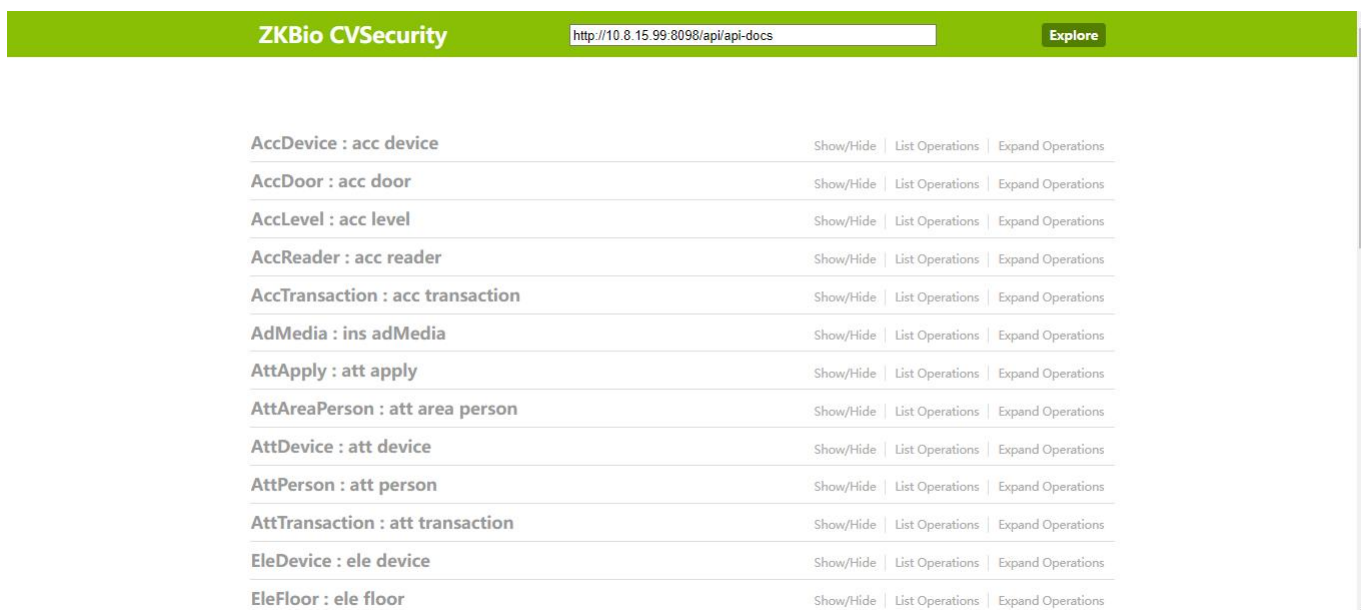 ZKBio CVSecurity http://10.8.15.99:8098/api/api-docs Explore
AccDevice : acc device Show/Hide List Operations Expand Operations
AccDoor : acc door Show/Hide List Operations Expand Operations
AccLevel : acc level Show/Hide List Operations Expand Operations
AccReader : acc reader Show/Hide List Operations Expand Operations
AccTransaction : acc transaction Show/Hide List Operations Expand Operations
AdMedia : ins adMedia Show/Hide List Operations Expand Operations
AttApply : att apply Show/Hide List Operations Expand Operations
AttAreaPerson : att area person Show/Hide List Operations Expand Operations
AttDevice : att device Show/Hide List Operations Expand Operations
AttPerson : att person Show/Hide List Operations Expand Operations
AttTransaction : att transaction Show/Hide List Operations Expand Operations
EleDevice : ele device Show/Hide List Operations Expand Operations
EleFloor : ele floor Show/Hide List Operations Expand Operations